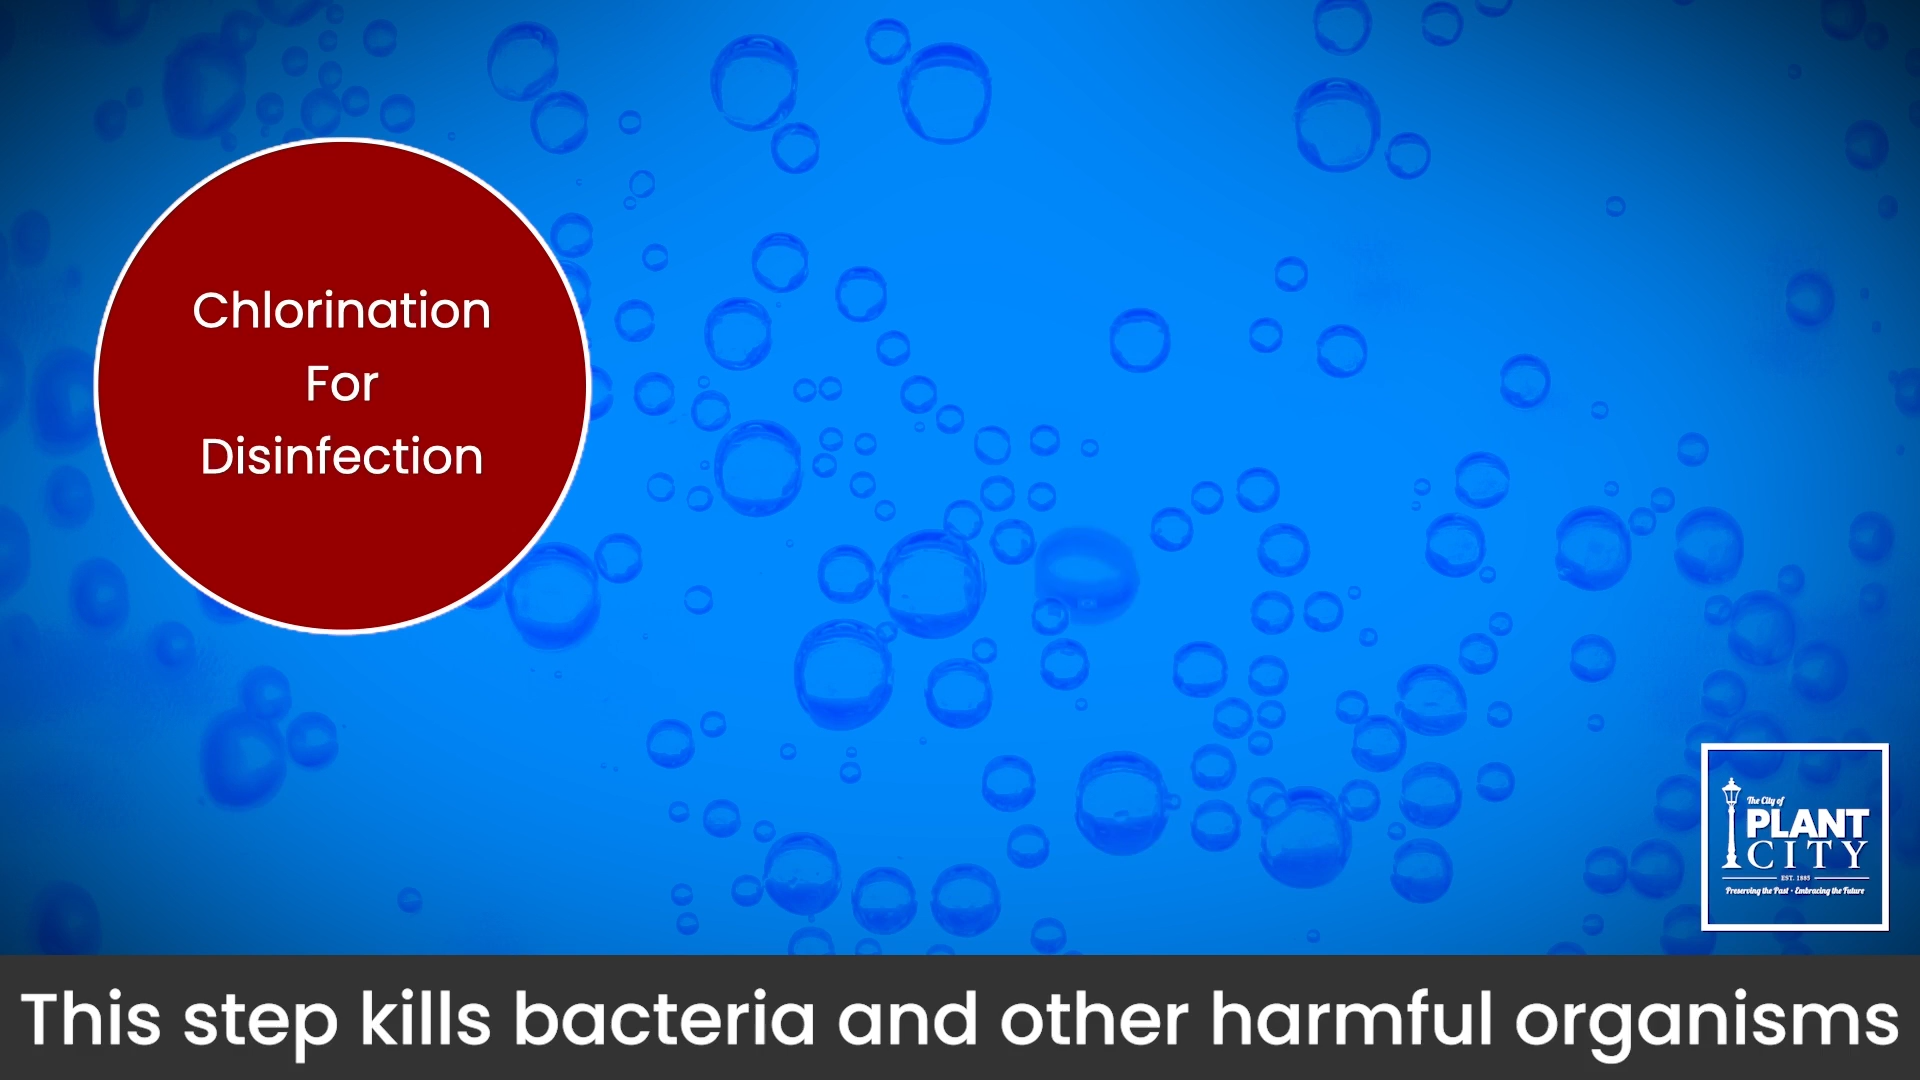 Chlorination
For
Disinfection
The City of
PLANT
CITY
EST. 1885
Preserving the Past • Embracing the Future
This step kills bacteria and other harmful organisms